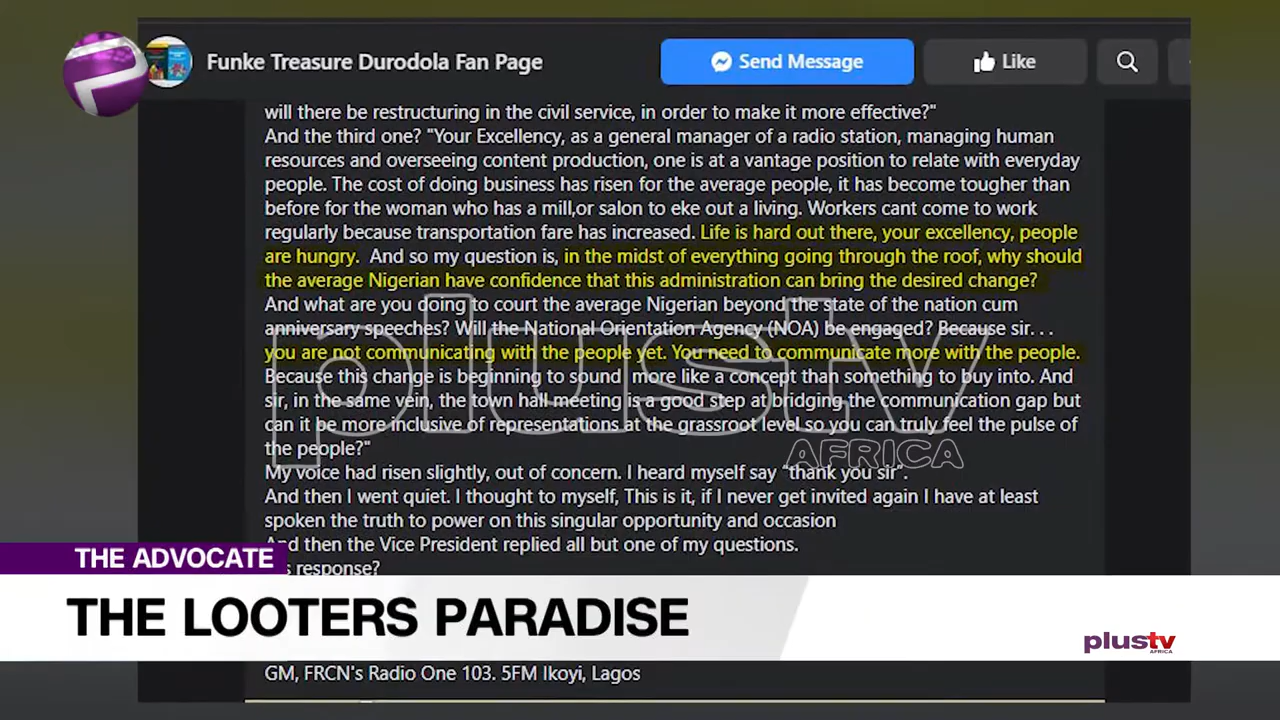 Funke Treasure Durodola Fan Page
Send Message
Like
will there be restructuring in the civil service, in order to make it more effective?"
And the third one? "Your Excellency, as a general manager of a radio station, managing human
resources and overseeing content production, one is at a vantage position to relate with everyday
people. The cost of doing business has risen for the average people, it has become tougher than
before for the woman who has a mill,or salon to eke out a living. Workers cant come to work
regularly because transportation fare has increased. Life is hard out there, your excellency, people
are hungry. And so my question is, in the midst of everything going through the roof, why should
the average Nigerian have confidence that this administration can bring the desired change?
And what are you doing to court the average Nigerian beyond the state of the nation cum
anniversary speeches? Will the National Orientation Agency (NOA) be engaged? Because sir. . .
you are not communicating with the people yet. You need to communicate more with the people.
Because this change is beginning to sound more like a concept than something to buy into. And
sir, in the same vein, the town hall meeting is a good step at bridging the communication gap but
can it be more inclusive of representations at the grassroot level so you can truly feel the pulse of
the people?"
My voice had risen slightly, out of concern. I heard myself say "thank you sir".
And then I went quiet. I thought to myself, This is it, if I never get invited again I have at least
spoken the truth to power on this singular opportunity and occasion
And then the Vice President replied all but one of my questions.
response?
plustv
AFRICA
THE ADVOCATE
THE LOOTERS PARADISE
plustv
AFRICA
GM, FRCN's Radio One 103. 5FM Ikoyi, Lagos